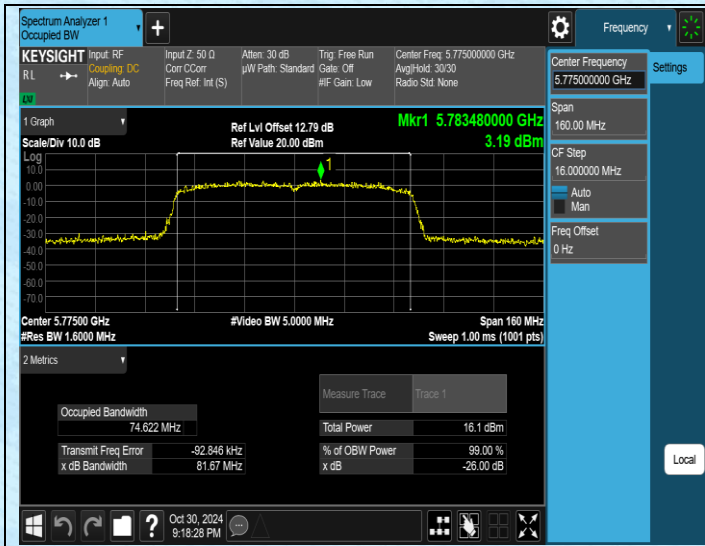 Spectrum Analyzer 1
Occupied BW
Frequency
KEYSIGHT
Input: RF
Coupling: DC
Align: Auto
RL
LXI
Input Z: 50 Ω
Corr CCorr
Freq Ref: Int (S)
Atten: 30 dB
µW Path: Standard
Trig: Free Run
Gate: Off
#IF Gain: Low
Center Freq: 5.775000000 GHz
Avg|Hold: 30/30
Radio Std: None
Center Frequency
5.775000000 GHz
Settings
Span
160.00 MHz
CF Step
16.000000 MHz
Auto
Man
Freq Offset
0 Hz
1 Graph
Scale/Div 10.0 dB
Ref Lvl Offset 12.79 dB
Ref Value 20.00 dBm
Mkr1 5.783480000 GHz
3.19 dBm
Log
10.0
0.00
-10.0
-20.0
-30.0
-40.0
-50.0
-60.0
-70.0
1
Center 5.77500 GHz
#Res BW 1.6000 MHz
#Video BW 5.0000 MHz
Span 160 MHz
Sweep 1.00 ms (1001 pts)
2 Metrics
Measure Trace Trace 1
Occupied Bandwidth
74.622 MHz
Total Power 16.1 dBm
Transmit Freq Error -92.846 kHz
% of OBW Power 99.00 %
x dB Bandwidth 81.67 MHz
x dB -26.00 dB
Local
?
Oct 30, 2024
9:18:28 PM